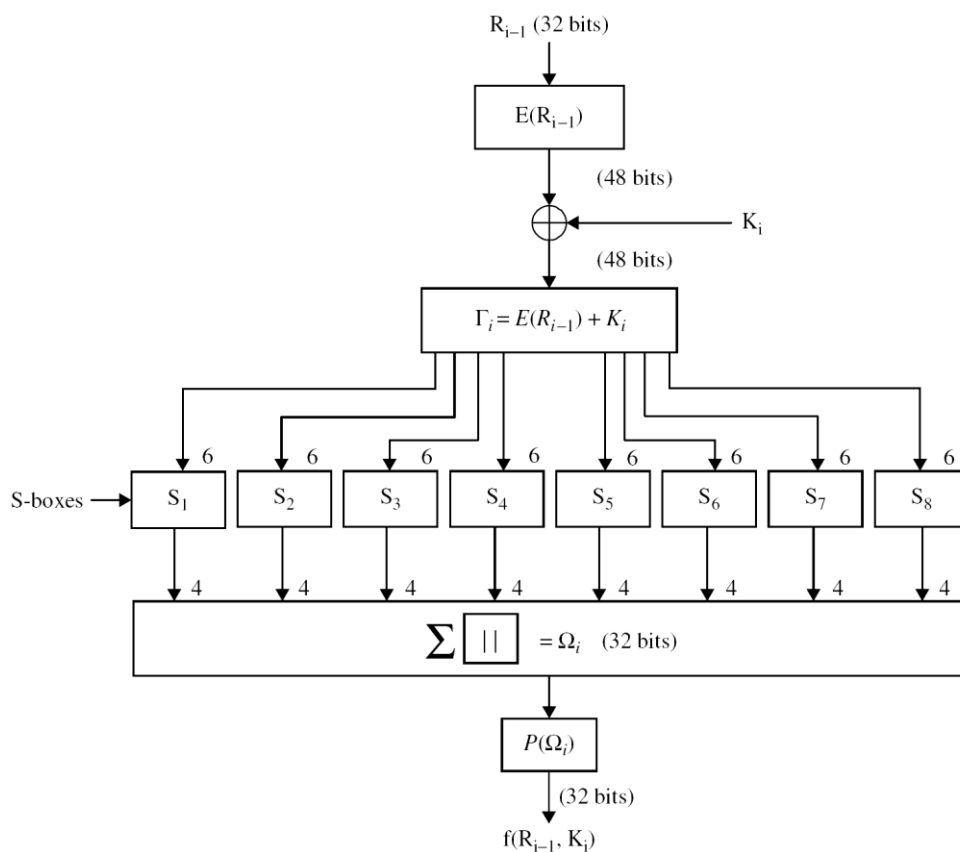 R_{i–1} (32 bits)
E(R_{i–1})
(48 bits)
K_i
(48 bits)
Γ_i = E(R_{i–1}) + K_i
6 6 6 6 6 6 6 6
S-boxes S_1 S_2 S_3 S_4 S_5 S_6 S_7 S_8
4 4 4 4 4 4 4 4
∑ || = Ω_i (32 bits)
P(Ω_i)
(32 bits)
f(R_{i–1}, K_i)